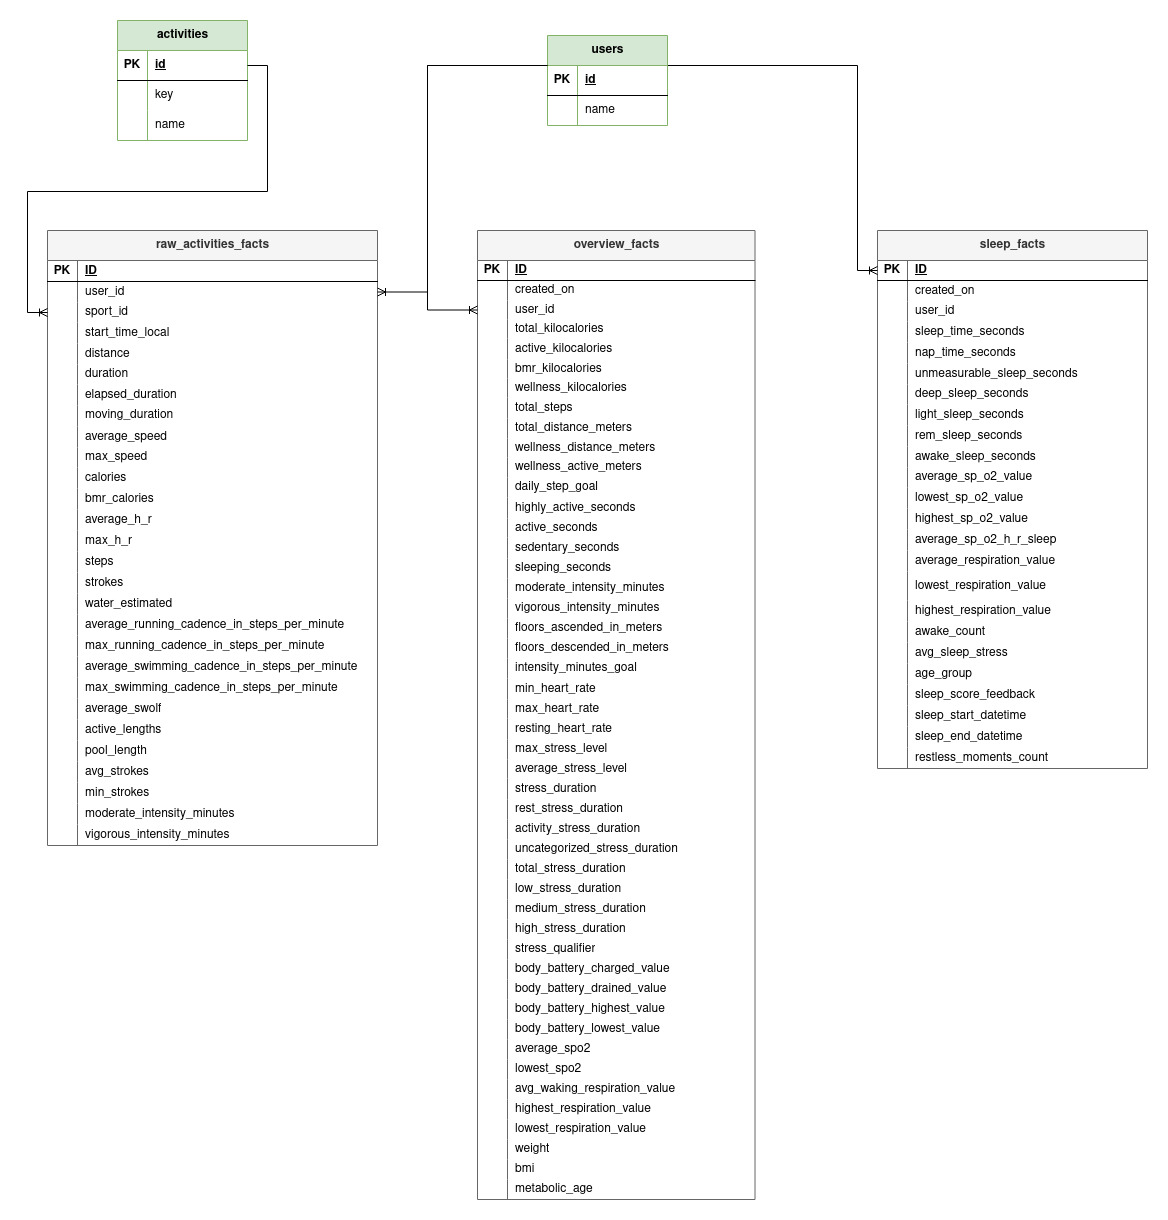 activities
PK id
key
name
users
PK id
name
raw_activities_facts
PK ID
user_id
sport_id
start_time_local
distance
duration
elapsed_duration
moving_duration
average_speed
max_speed
calories
bmr_calories
average_h_r
max_h_r
steps
strokes
water_estimated
average_running_cadence_in_steps_per_minute
max_running_cadence_in_steps_per_minute
average_swimming_cadence_in_steps_per_minute
max_swimming_cadence_in_steps_per_minute
average_swolf
active_lengths
pool_length
avg_strokes
min_strokes
moderate_intensity_minutes
vigorous_intensity_minutes
overview_facts
PK ID
created_on
user_id
total_kilocalories
active_kilocalories
bmr_kilocalories
wellness_kilocalories
total_steps
total_distance_meters
wellness_distance_meters
wellness_active_meters
daily_step_goal
highly_active_seconds
active_seconds
sedentary_seconds
sleeping_seconds
moderate_intensity_minutes
vigorous_intensity_minutes
floors_ascended_in_meters
floors_descended_in_meters
intensity_minutes_goal
min_heart_rate
max_heart_rate
resting_heart_rate
max_stress_level
average_stress_level
stress_duration
rest_stress_duration
activity_stress_duration
uncategorized_stress_duration
total_stress_duration
low_stress_duration
medium_stress_duration
high_stress_duration
stress_qualifier
body_battery_charged_value
body_battery_drained_value
body_battery_highest_value
body_battery_lowest_value
average_spo2
lowest_spo2
avg_waking_respiration_value
highest_respiration_value
lowest_respiration_value
weight
bmi
metabolic_age
sleep_facts
PK ID
created_on
user_id
sleep_time_seconds
nap_time_seconds
unmeasurable_sleep_seconds
deep_sleep_seconds
light_sleep_seconds
rem_sleep_seconds
awake_sleep_seconds
average_sp_o2_value
lowest_sp_o2_value
highest_sp_o2_value
average_sp_o2_h_r_sleep
average_respiration_value
lowest_respiration_value
highest_respiration_value
awake_count
avg_sleep_stress
age_group
sleep_score_feedback
sleep_start_datetime
sleep_end_datetime
restless_moments_count